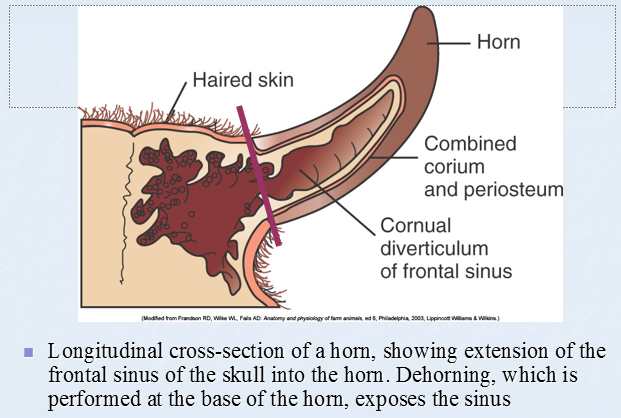 Horn
Haired skin
Combined
corium
and periosteum
Cornual
diverticulum
of frontal sinus
(Modified from Frandson RD, Wilke WL, Fails AD: Anatomy and physiology of farm animals, ed 6, Philadelphia, 2003, Lippincott Williams & Wilkins.)
Longitudinal cross-section of a horn, showing extension of the
frontal sinus of the skull into the horn. Dehorning, which is
performed at the base of the horn, exposes the sinus